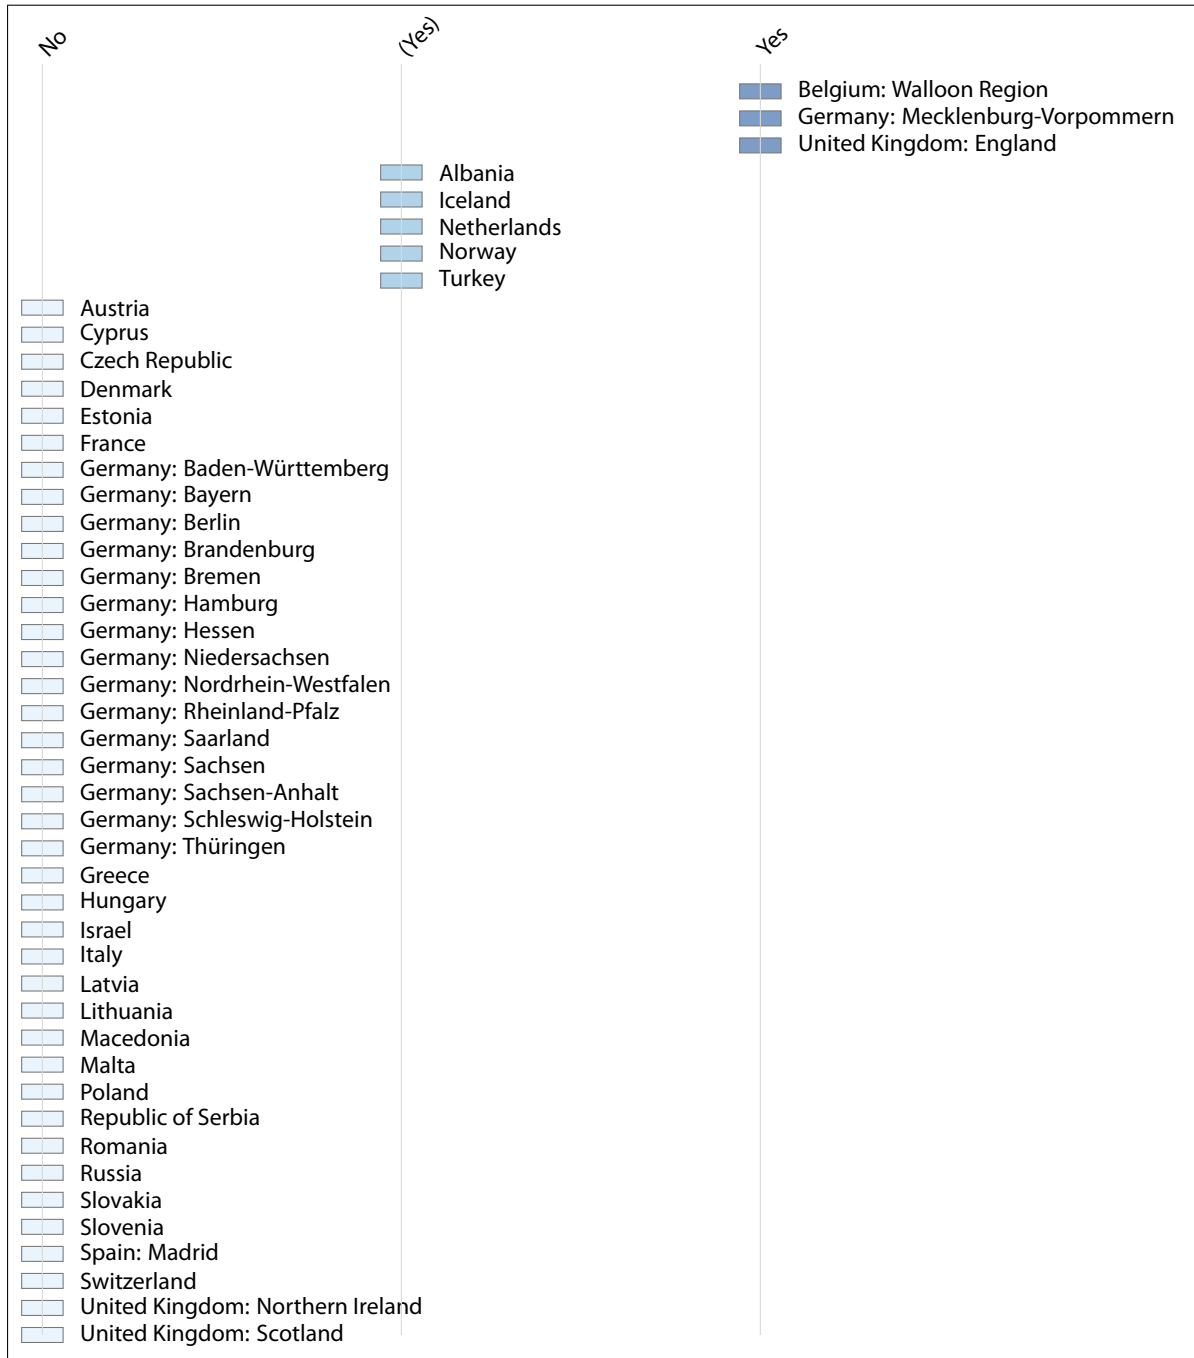 No
(Yes)
Yes
Belgium: Walloon Region
Germany: Mecklenburg-Vorpommern
United Kingdom: England
Albania
Iceland
Netherlands
Norway
Turkey
Austria
Cyprus
Czech Republic
Denmark
Estonia
France
Germany: Baden-Württemberg
Germany: Bayern
Germany: Berlin
Germany: Brandenburg
Germany: Bremen
Germany: Hamburg
Germany: Hessen
Germany: Niedersachsen
Germany: Nordrhein-Westfalen
Germany: Rheinland-Pfalz
Germany: Saarland
Germany: Sachsen
Germany: Sachsen-Anhalt
Germany: Schleswig-Holstein
Germany: Thüringen
Greece
Hungary
Israel
Italy
Latvia
Lithuania
Macedonia
Malta
Poland
Republic of Serbia
Romania
Russia
Slovakia
Slovenia
Spain: Madrid
Switzerland
United Kingdom: Northern Ireland
United Kingdom: Scotland